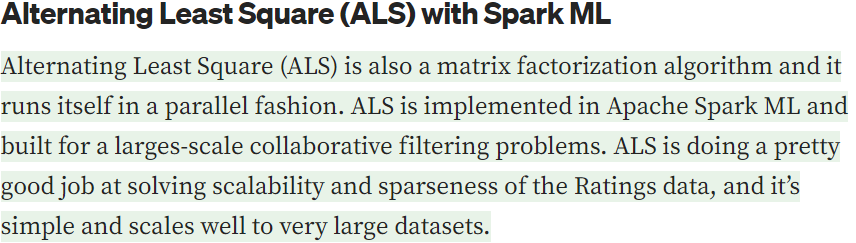 Alternating Least Square (ALS) with Spark ML
Alternating Least Square (ALS) is also a matrix factorization algorithm and it
runs itself in a parallel fashion. ALS is implemented in Apache Spark ML and
built for a larges-scale collaborative filtering problems. ALS is doing a pretty
good job at solving scalability and sparseness of the Ratings data, and it’s
simple and scales well to very large datasets.